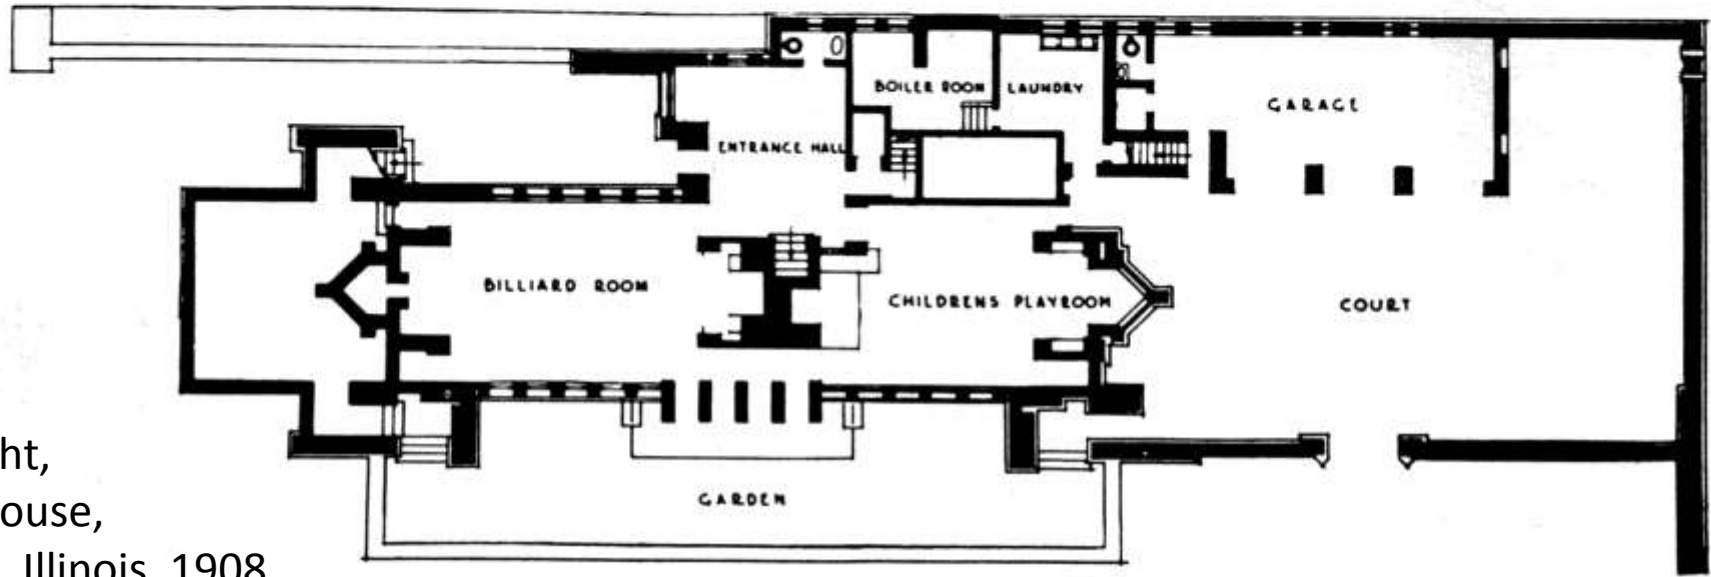 BOILER ROOM
LAUNDRY
GARAGE
ENTRANCE HALL
BILLIARD ROOM
CHILDRENS PLAYROOM
COURT
GARDEN
ht,
ouse,
Illinois, 1908